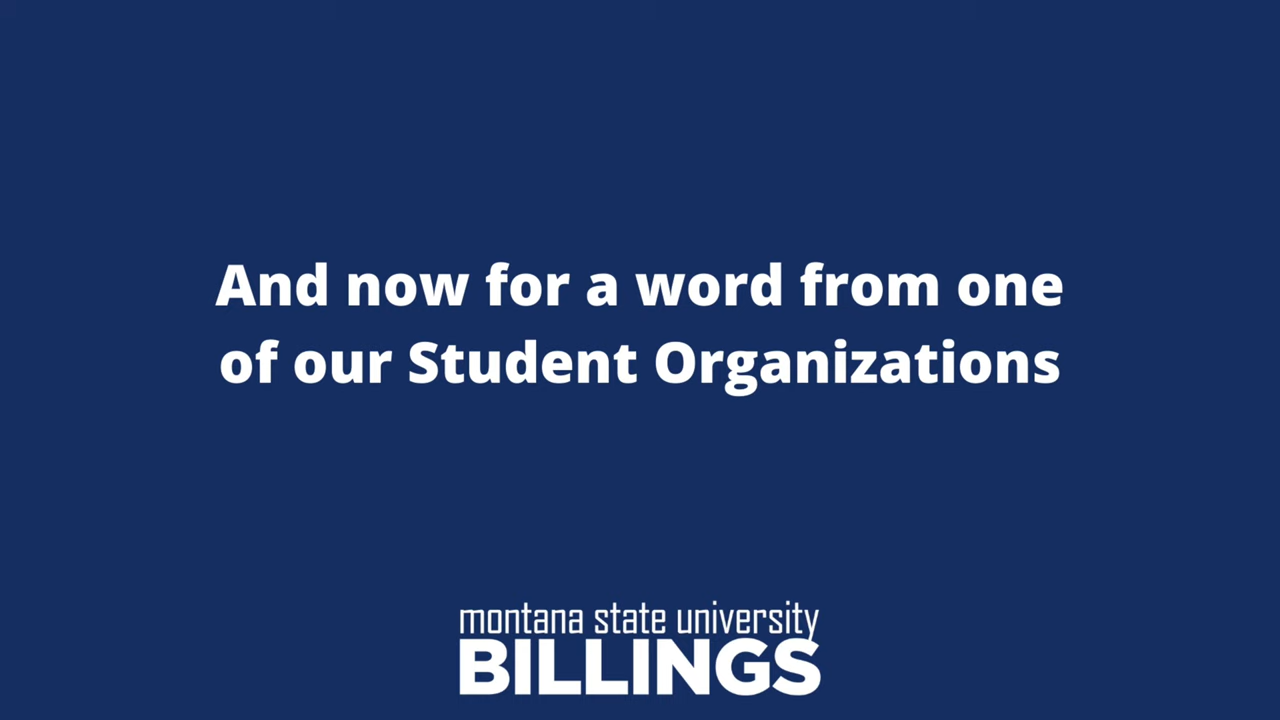 And now for a word from one
of our Student Organizations
montana state university
BILLINGS